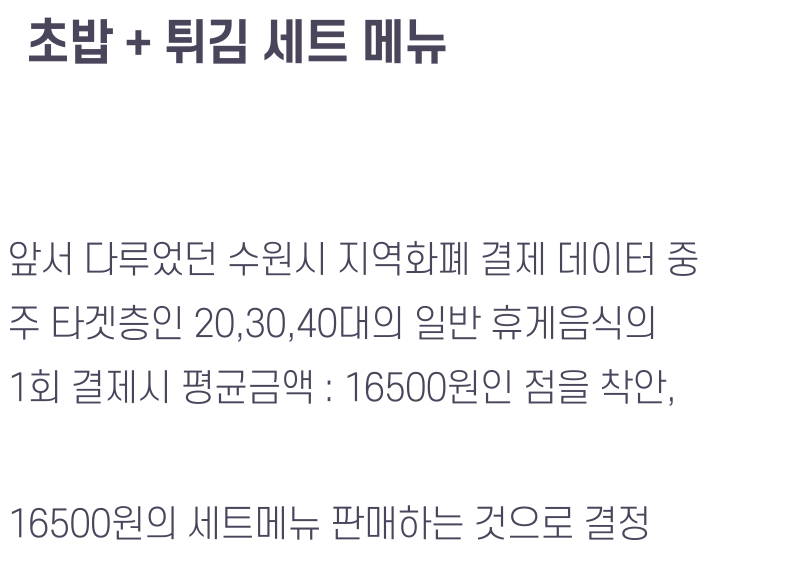 초밥 + 튀김 세트 메뉴
앞서 다루었던 수원시 지역화폐 결제 데이터 중
주 타겟층인 20,30,40대의 일반 휴게음식의
1회 결제시 평균금액 : 16500원인 점을 착안,
16500원의 세트메뉴 판매하는 것으로 결정